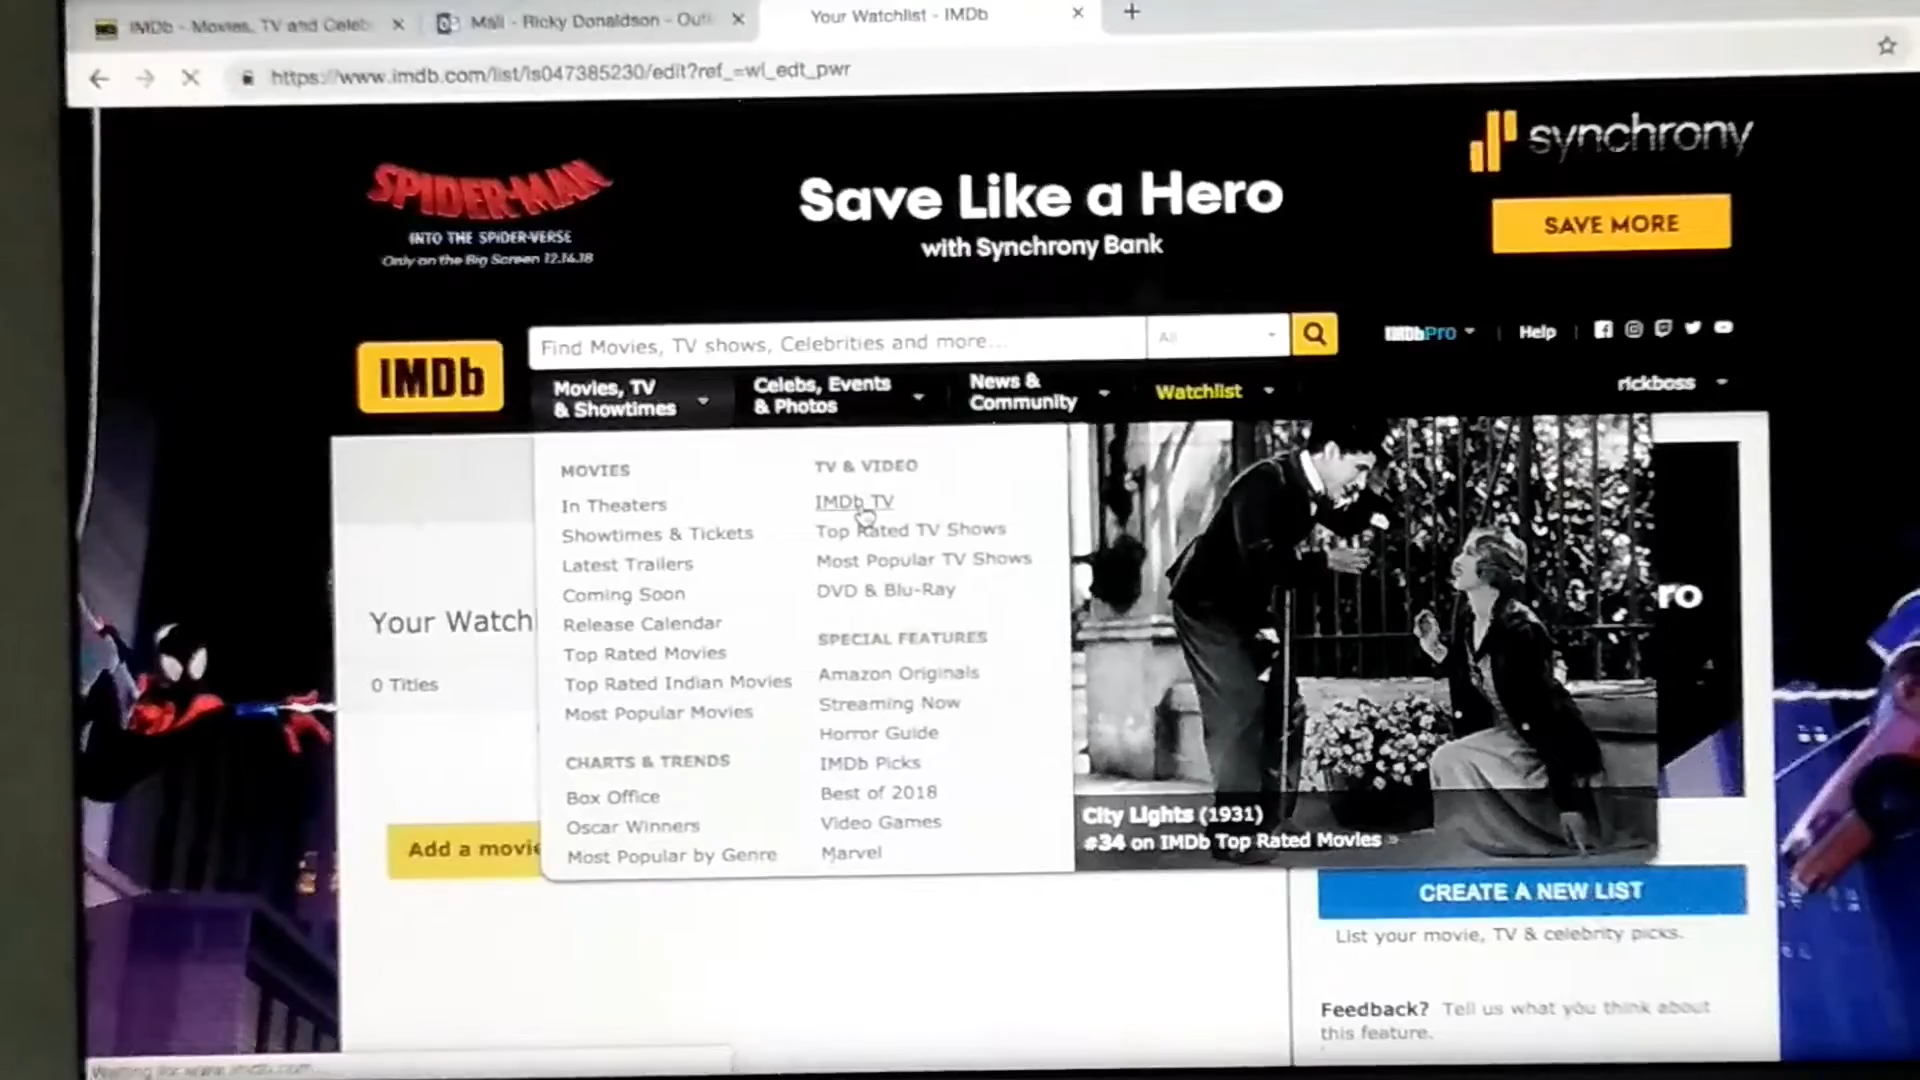 IMDb - Movies, TV and Celeb
Mail - Ricky Donaldson - Outl
Your Watchlist - IMDb
https://www.imdb.com/list/ls047385230/edit?ref_=wl_edt_pwr
SPIDER-MAN
INTO THE SPIDER-VERSE
Only on the Big Screen 12.14.18
Save Like a Hero
with Synchrony Bank
synchrony
SAVE MORE
IMDb
Find Movies, TV shows, Celebrities and more...
All
IMDbPro
Help
Movies, TV
& Showtimes
Celebs, Events
& Photos
News &
Community
Watchlist
rickboss
MOVIES
In Theaters
Showtimes & Tickets
Latest Trailers
Coming Soon
Release Calendar
Top Rated Movies
Top Rated Indian Movies
Most Popular Movies
CHARTS & TRENDS
Box Office
Oscar Winners
Most Popular by Genre
TV & VIDEO
IMDb TV
Top Rated TV Shows
Most Popular TV Shows
DVD & Blu-Ray
SPECIAL FEATURES
Amazon Originals
Streaming Now
Horror Guide
IMDb Picks
Best of 2018
Video Games
Marvel
City Lights (1931)
#34 on IMDb Top Rated Movies »
Your Watchl
0 Titles
Add a movie
ro
CREATE A NEW LIST
List your movie, TV & celebrity picks.
Feedback? Tell us what you think about
this feature.
Waiting for www.imdb.com...